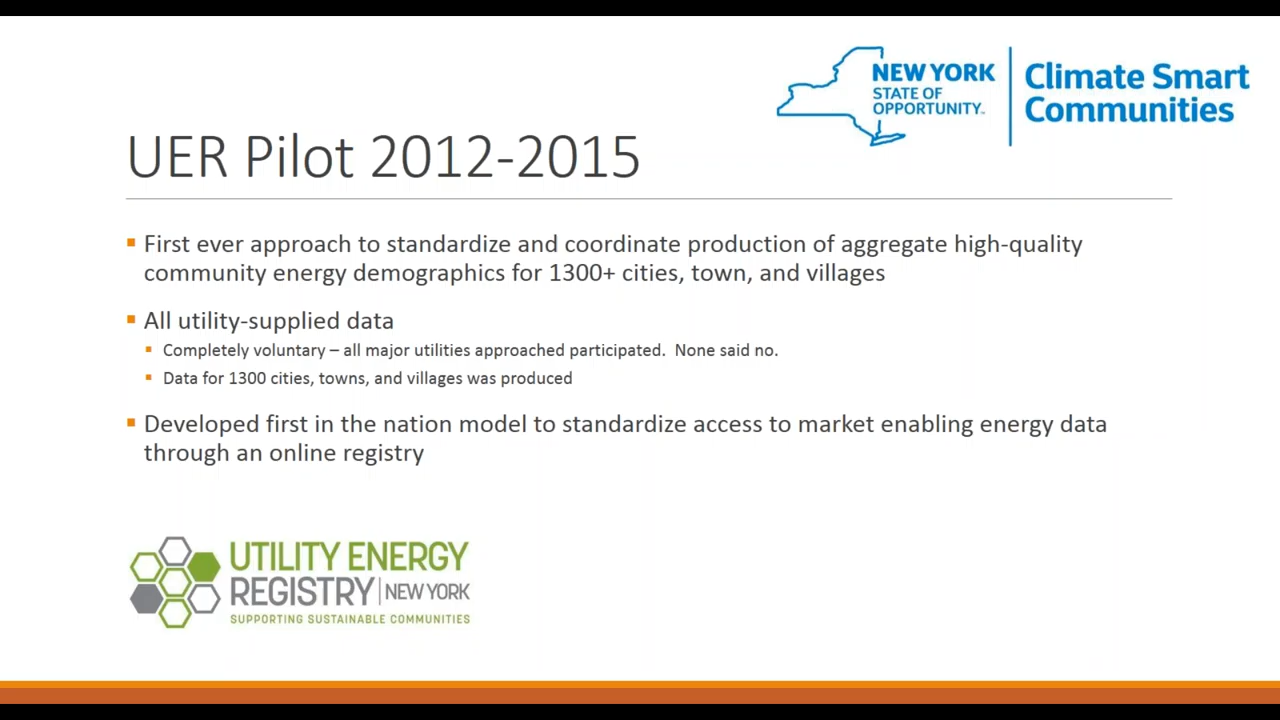 NEW YORK
STATE OF
OPPORTUNITY™
Climate Smart
Communities
UER Pilot 2012-2015
First ever approach to standardize and coordinate production of aggregate high-quality
community energy demographics for 1300+ cities, town, and villages
All utility-supplied data
Completely voluntary – all major utilities approached participated.  None said no.
Data for 1300 cities, towns, and villages was produced
Developed first in the nation model to standardize access to market enabling energy data
through an online registry
UTILITY ENERGY
REGISTRY | NEW YORK
SUPPORTING SUSTAINABLE COMMUNITIES